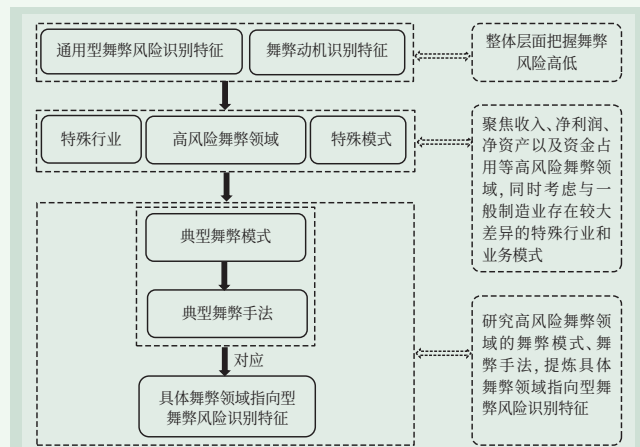 通用型舞弊风险识别特征
舞弊动机识别特征
整体层面把握舞弊
风险高低
特殊行业
高风险舞弊领域
特殊模式
聚焦收入、净利润、
净资产以及资金占
用等高风险舞弊领
域,同时考虑与一
般制造业存在较大
差异的特殊行业和
业务模式
典型舞弊模式
典型舞弊手法
对应
具体舞弊领域指向型
舞弊风险识别特征
研究高风险舞弊领
域的舞弊模式、舞
弊手法,提炼具体
舞弊领域指向型舞
弊风险识别特征